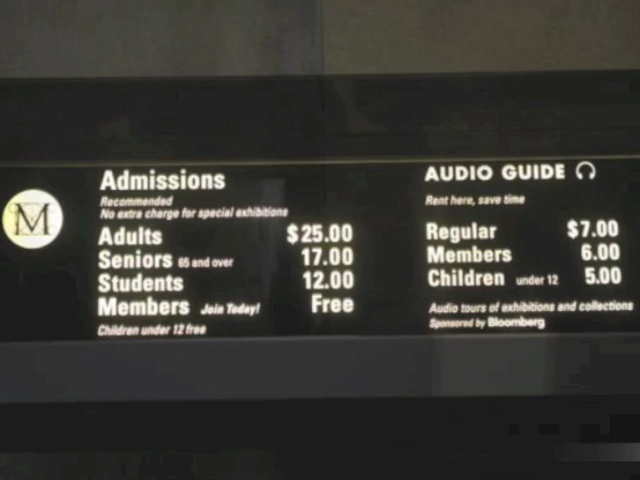 M
Admissions
Recommended
No extra charge for special exhibitions
Adults $25.00
Seniors 65 and over 17.00
Students 12.00
Members Join Today! Free
Children under 12 free
AUDIO GUIDE
Rent here, save time
Regular $7.00
Members 6.00
Children under 12 5.00
Audio tours of exhibitions and collections
Sponsored by Bloomberg